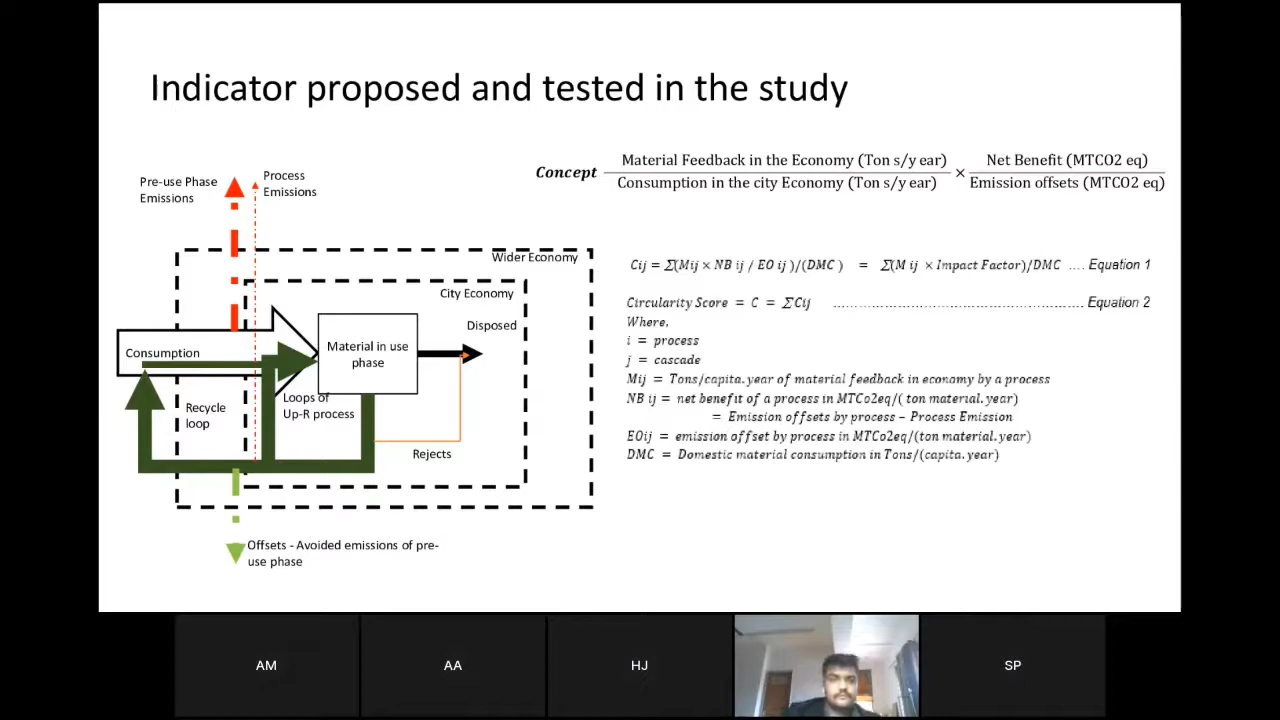 Indicator proposed and tested in the study
Concept Material Feedback in the Economy (Ton s/y ear) / Consumption in the city Economy (Ton s/y ear) × Net Benefit (MTCO2 eq) / Emission offsets (MTCO2 eq)
Pre-use Phase
Emissions
Process
Emissions
Wider Economy
City Economy
Disposed
Consumption
Material in use
phase
Recycle
loop
Loops of
Up-R process
Rejects
Offsets - Avoided emissions of pre-
use phase
Cij = ∑(Mij × NB ij / EO ij )/(DMC ) = ∑(M ij × Impact Factor)/DMC .... Equation 1
Circularity Score = C = ∑Cij ........................................................ Equation 2
Where,
i = process
j = cascade
Mij = Tons/capita.year of material feedback in economy by a process
NB ij = net benefit of a process in MTCo2eq/( ton material.year)
= Emission offsets by process – Process Emission
EOij = emission offset by process in MTCo2eq/(ton material.year)
DMC = Domestic material consumption in Tons/(capita.year)
AM
AA
HJ
SP